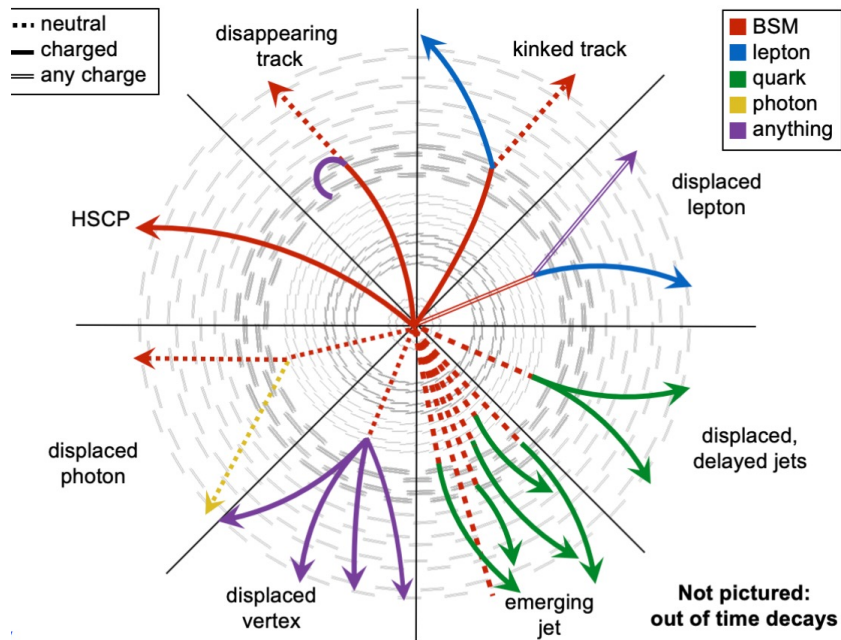 neutral
charged
any charge
disappearing
track
kinked track
BSM
lepton
quark
photon
anything
displaced
lepton
HSCP
displaced
photon
displaced,
delayed jets
displaced
vertex
emerging
jet
Not pictured:
out of time decays